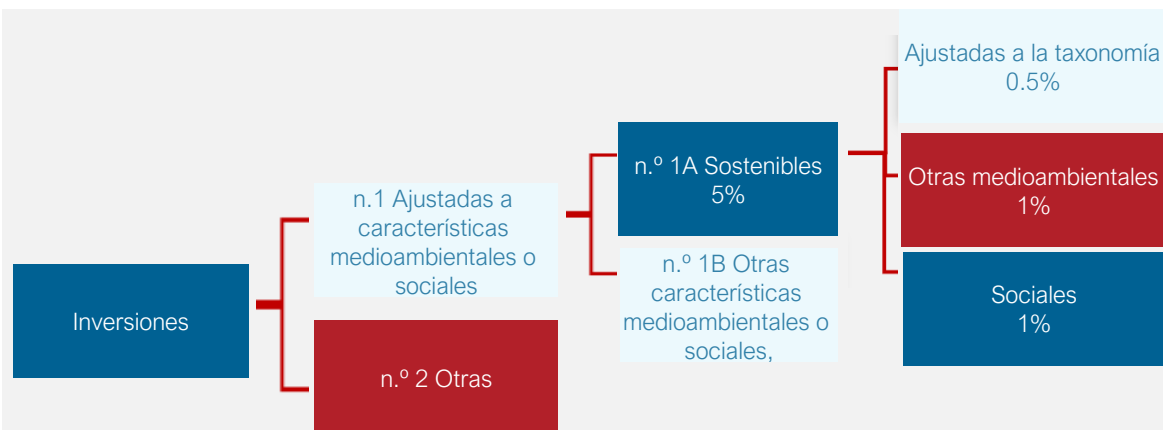 Inversiones
n.1 Ajustadas a
características
medioambientales o
sociales
n.º 2 Otras
n.º 1A Sostenibles
5%
n.º 1B Otras
características
medioambientales o
sociales,
Ajustadas a la taxonomía
0.5%
Otras medioambientales
1%
Sociales
1%